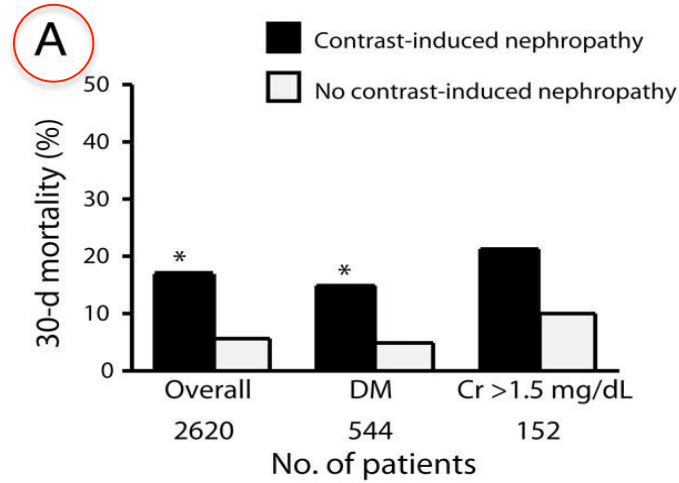 A
Contrast-induced nephropathy
No contrast-induced nephropathy
30-d mortality (%)
50
40
30
20
10
0
*
*
Overall DM Cr >1.5 mg/dL
2620 544 152
No. of patients